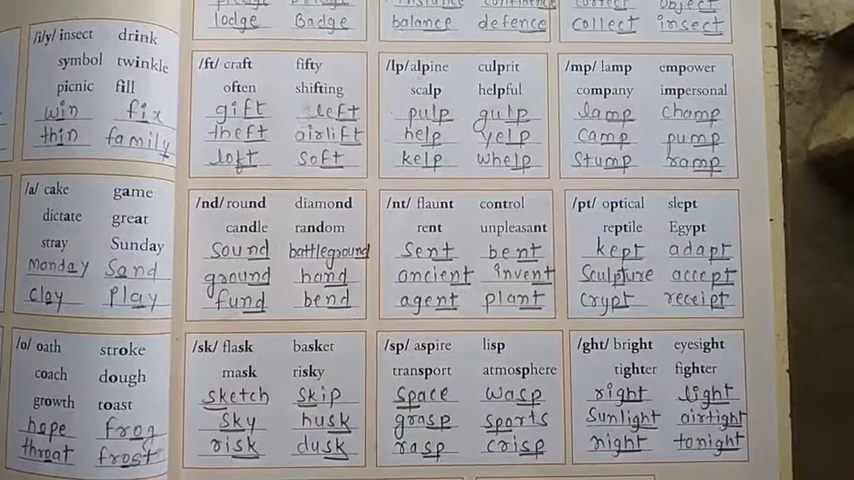 lodge Badge
balance defence
collect insect
/i/y/ insect drink
symbol twinkle
picnic fill
win fix
thin family
/ft/ craft fifty
often shifting
gift left
theft airlift
loft soft
/lp/ alpine culprit
scalp helpful
pulp gulp
help yelp
kelp whelp
/mp/ lamp empower
company impersonal
lamp champ
camp pump
stump ramp
/a/ cake game
dictate great
stray Sunday
Monday Sand
clay Play
/nd/ round diamond
candle random
sound battleground
ground hand
fund bend
/nt/ flaunt control
rent unpleasant
sent bent
ancient invent
agent plant
/pt/ optical slept
reptile Egypt
kept adapt
Sculpture accept
crypt receipt
/o/ oath stroke
coach dough
growth toast
hope frog
throat frost
/sk/ flask basket
mask risky
sketch skip
sky husk
risk dusk
/sp/ aspire lisp
transport atmosphere
space wasp
grasp sports
rasp crisp
/ght/ bright eyesight
tighter fighter
right light
Sunlight airtight
night tonight